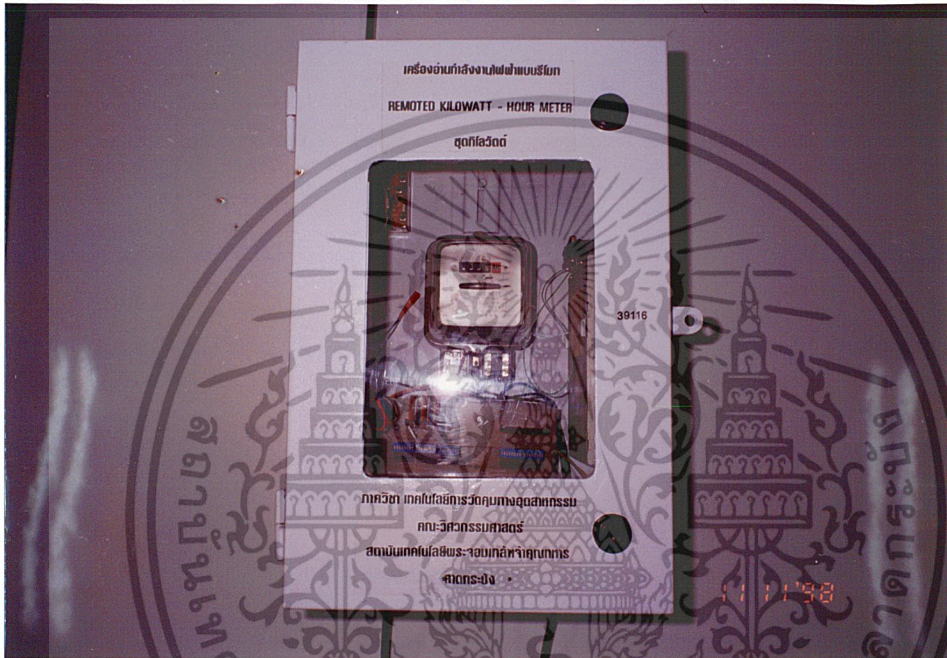 เครื่องอ่านกำลังงานไฟฟ้าแบบรีโมท
REMOTED KILOWATT - HOUR METER
ชุดกิโลวัตต์
39116
ภาควิชา เทคโนโลยีการวัดคุมทางอุตสาหกรรม
คณะวิศวกรรมศาสตร์
สถาบันเทคโนโลยีพระจอมเกล้าเจ้าคุณทหาร
ลาดกระบัง
11 11 '98